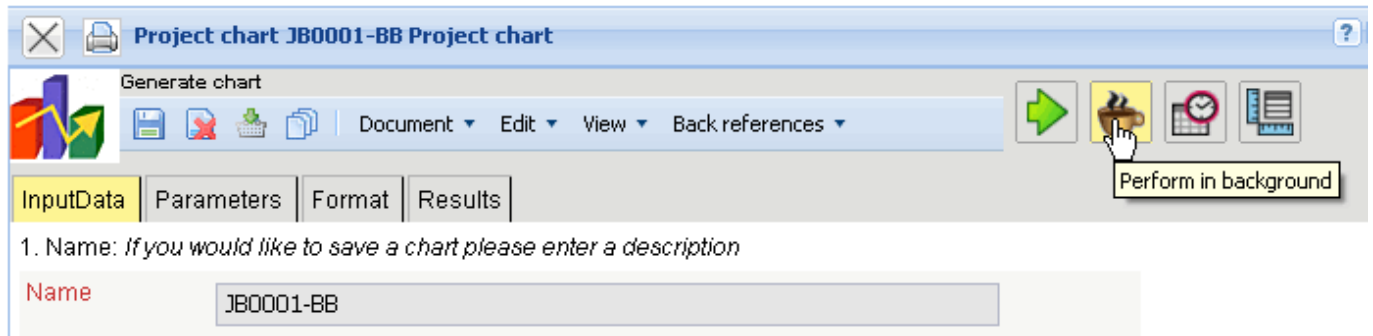 Project chart JB0001-BB Project chart
?
Generate chart
Document Edit View Back references
Perform in background
InputData Parameters Format Results
1. Name: If you would like to save a chart please enter a description
Name
JB0001-BB